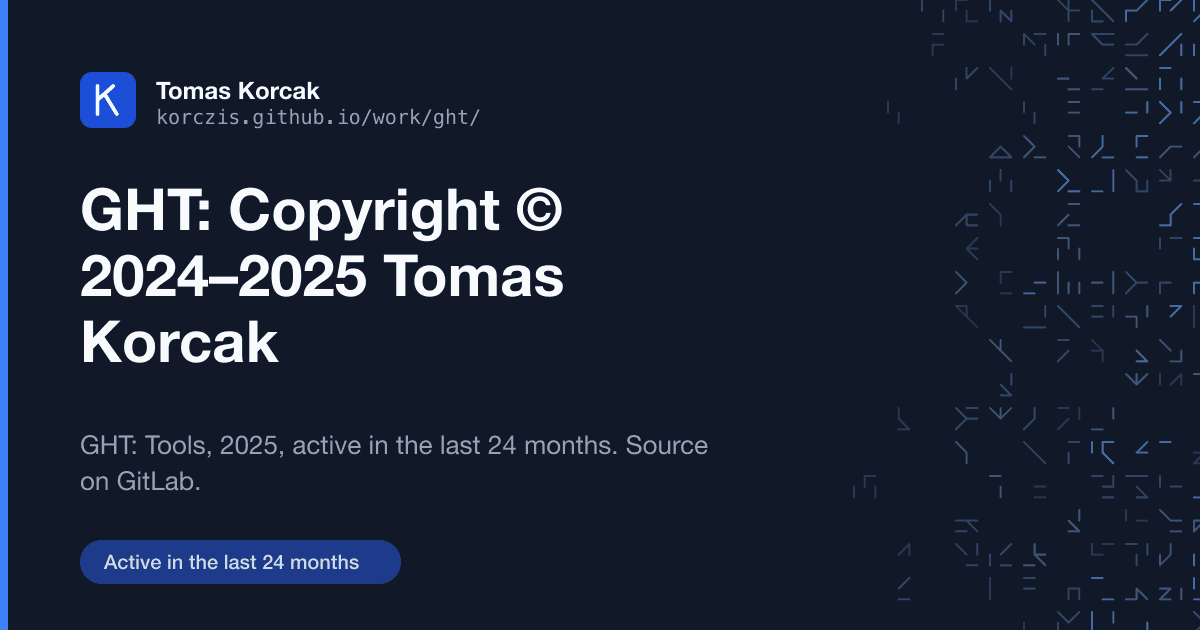 Tomas Korcak
korczis.github.io/work/ght/
GHT: Copyright ©
2024–2025 Tomas
Korcak
GHT: Tools, 2025, active in the last 24 months. Source
on GitLab.
Active in the last 24 months